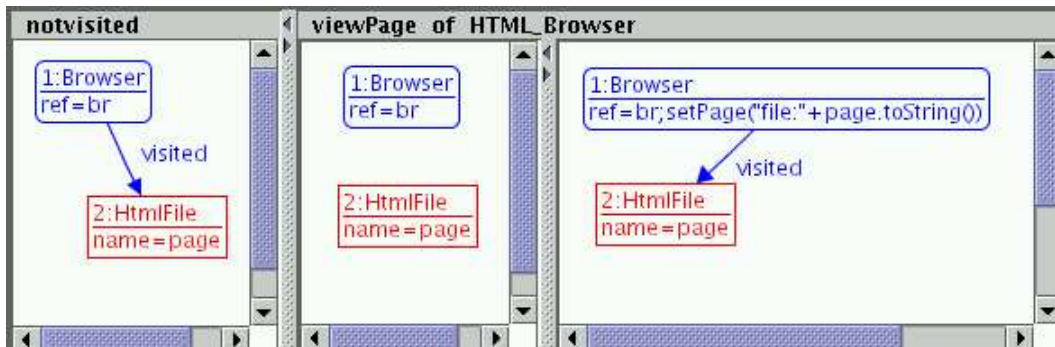 notvisited
viewPage of HTML_Browser
1:Browser
ref=br
visited
2:HtmlFile
name=page
1:Browser
ref=br
2:HtmlFile
name=page
1:Browser
ref=br;setPage("file:"+page.toString())
visited
2:HtmlFile
name=page